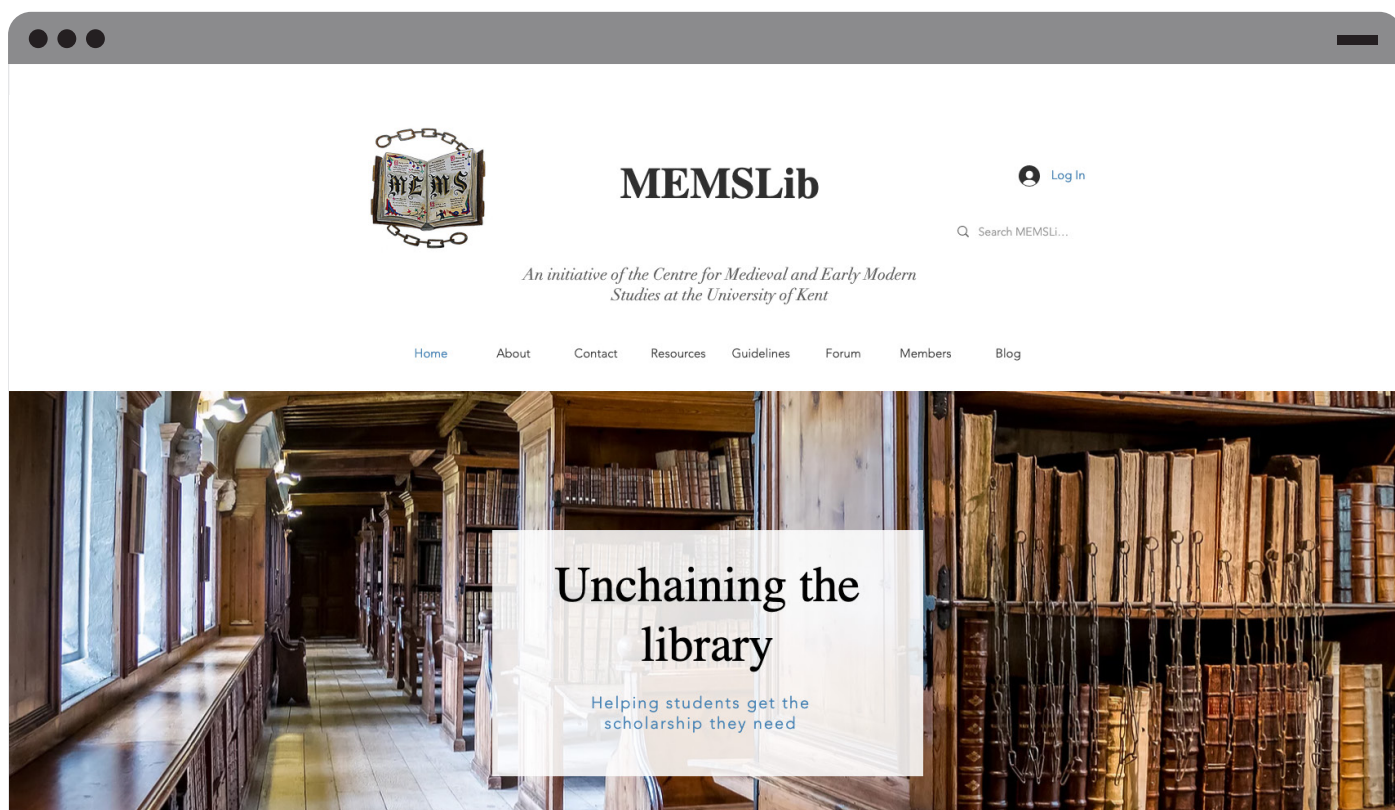 MEMS
MEMSLib
Log In
Search MEMSLi...
An initiative of the Centre for Medieval and Early Modern
Studies at the University of Kent
Home About Contact Resources Guidelines Forum Members Blog
Unchaining the
library
Helping students get the
scholarship they need